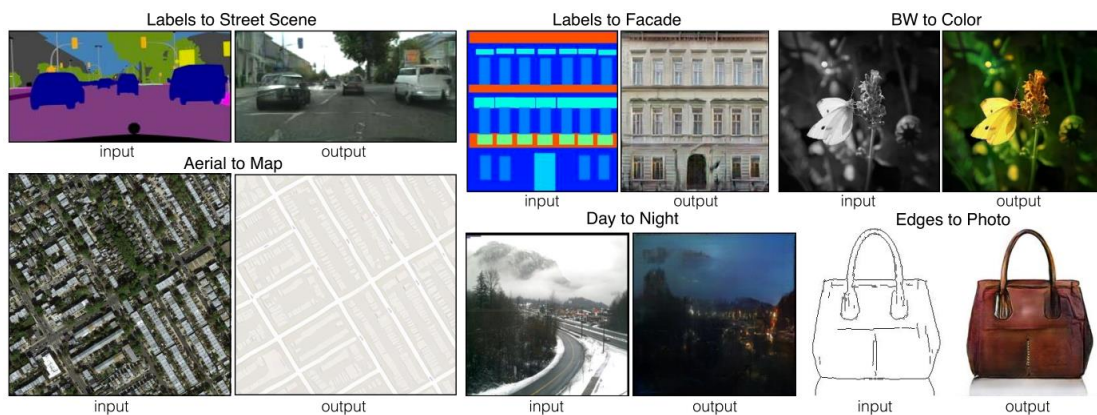 Labels to Street Scene
input
output
Aerial to Map
input
output
Labels to Facade
input
output
BW to Color
input
output
Day to Night
input
output
Edges to Photo
input
output